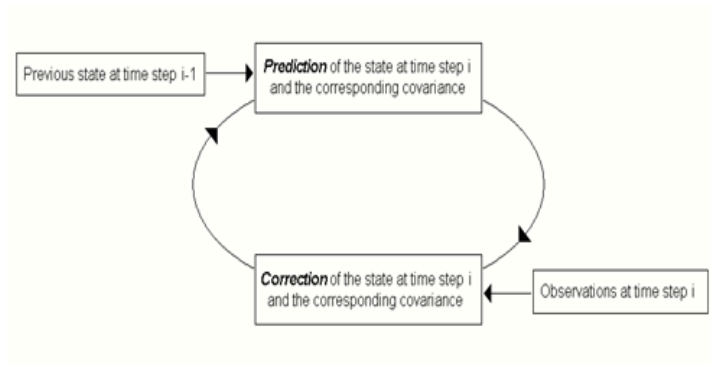 Previous state at time step i-1
Prediction of the state at time step i
and the corresponding covariance
Correction of the state at time step i
and the corresponding covariance
Observations at time step i